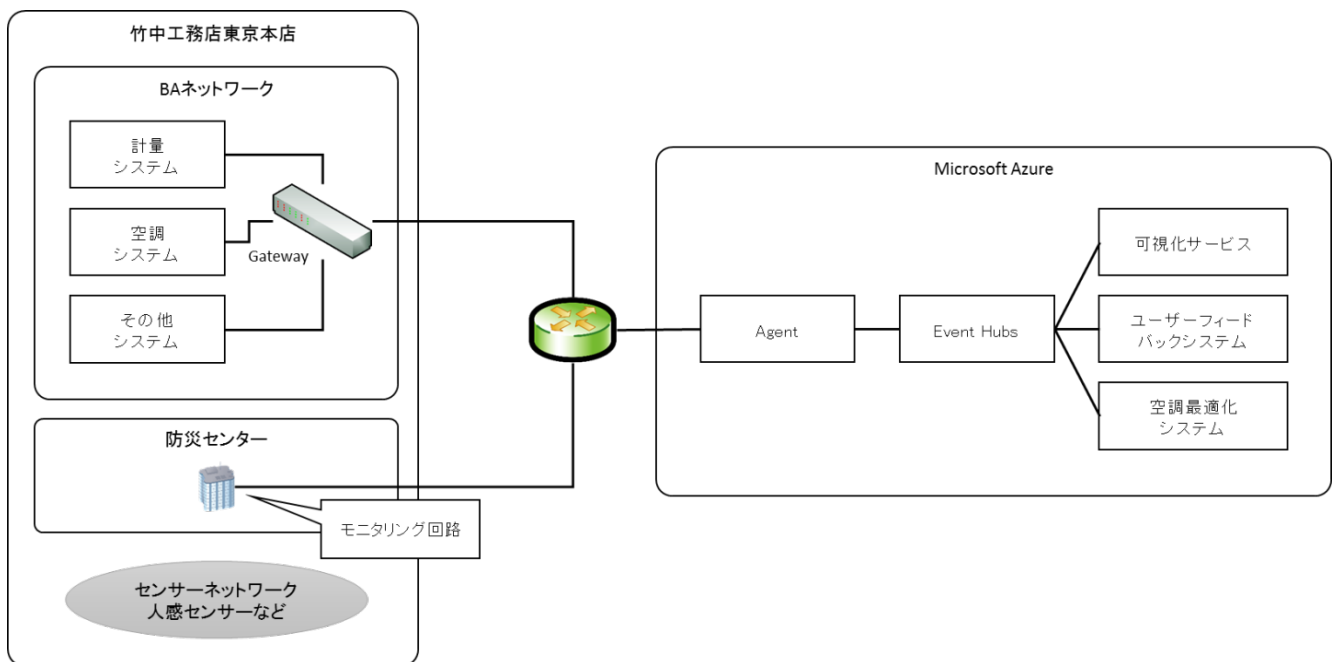 竹中工務店東京本店
BAネットワーク
計量
システム
空調
システム
Gateway
その他
システム
防災センター
モニタリング回路
センサーネットワーク
人感センサーなど
Microsoft Azure
Agent
Event Hubs
可視化サービス
ユーザーフィード
バックシステム
空調最適化
システム